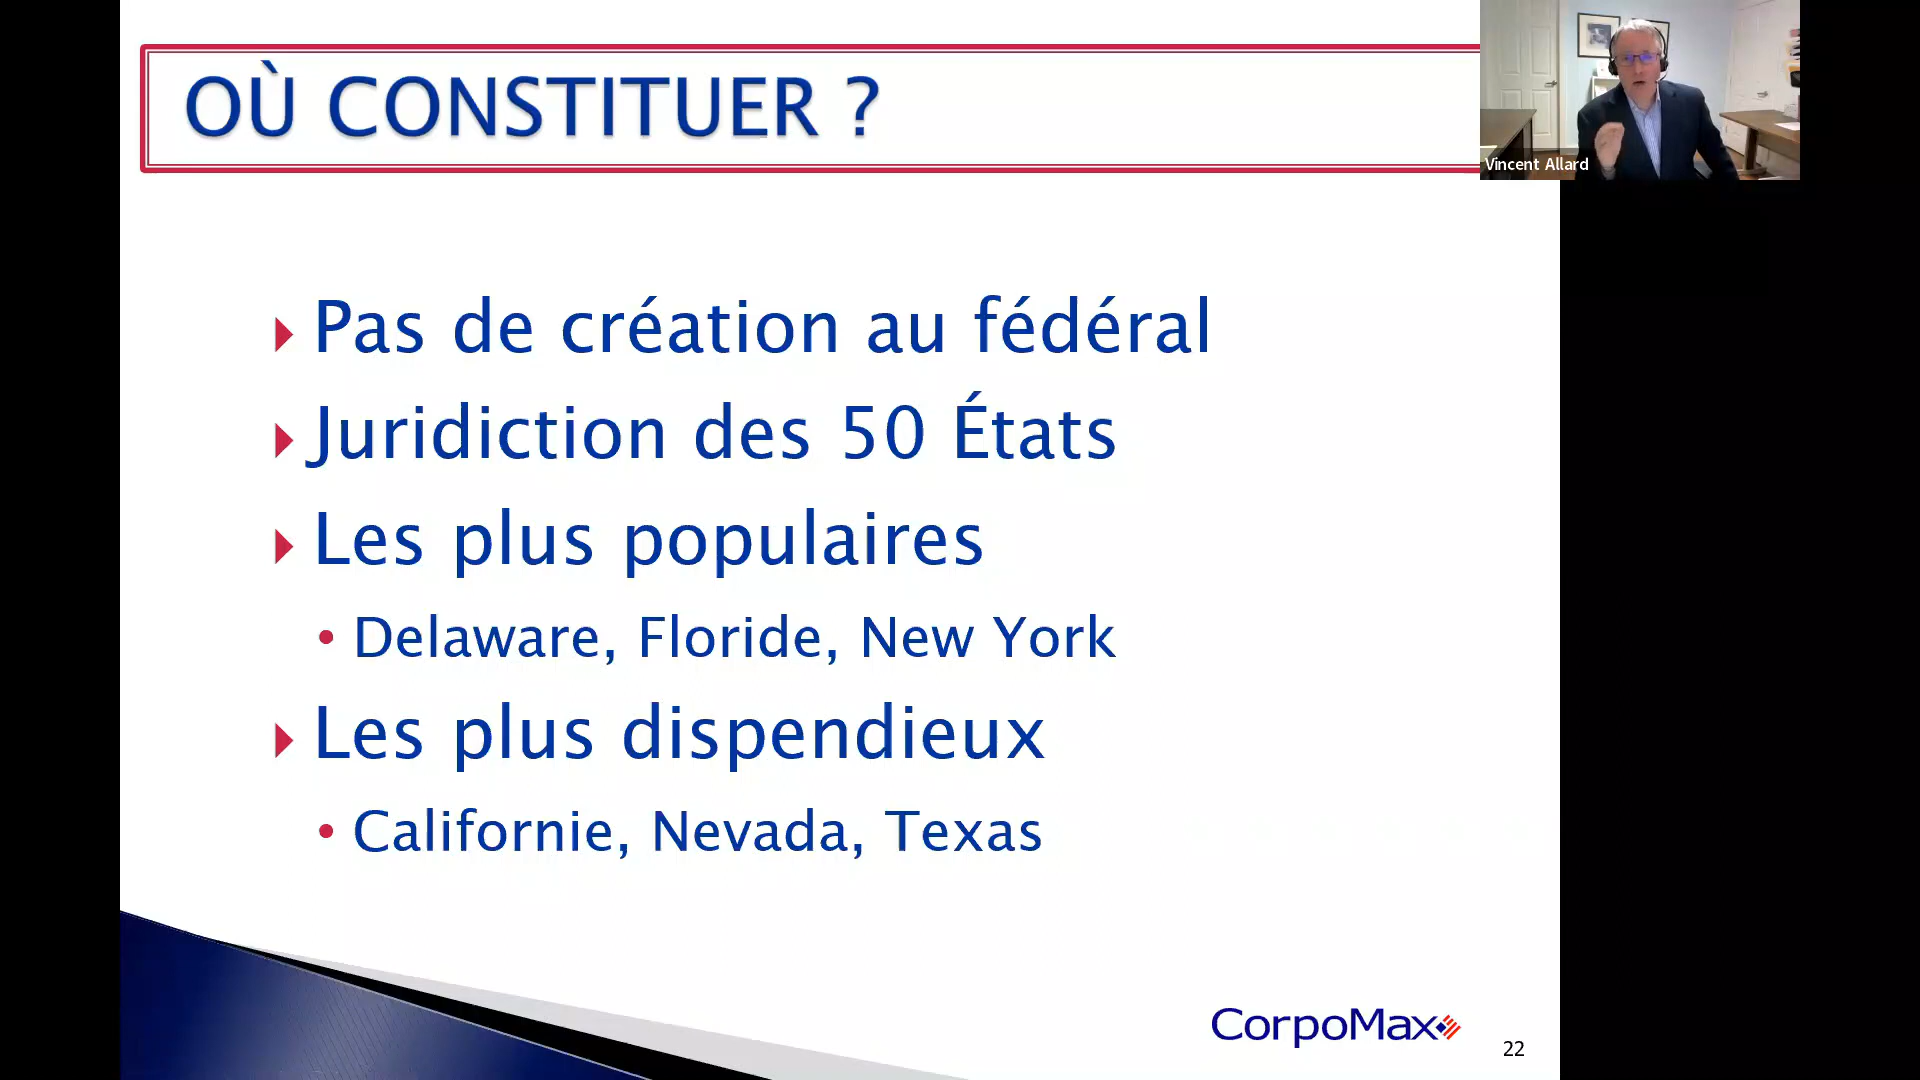 OÙ CONSTITUER ?
Vincent Allard
Pas de création au fédéral
Juridiction des 50 États
Les plus populaires
• Delaware, Floride, New York
Les plus dispendieux
• Californie, Nevada, Texas
CorpoMax
22